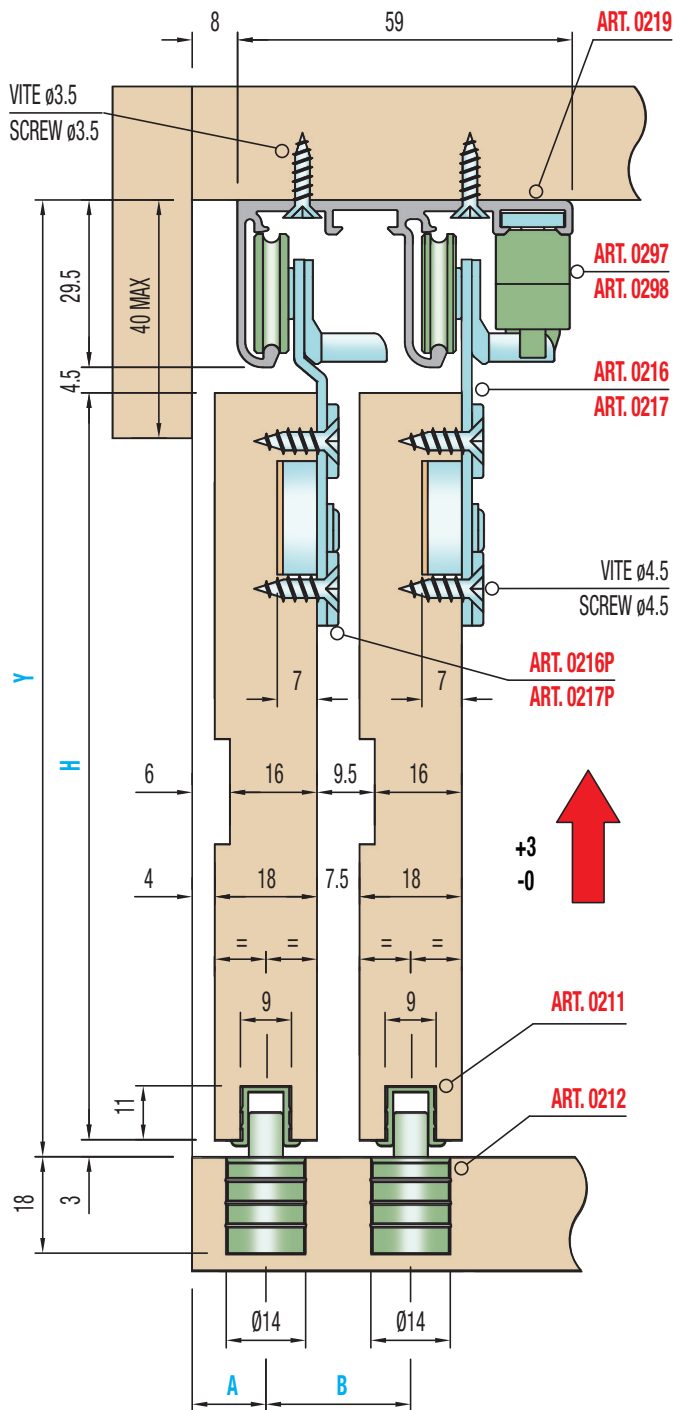 8
59
ART. 0219
VITE ø3.5
SCREW ø3.5
29.5
40 MAX
ART. 0297
ART. 0298
4.5
ART. 0216
ART. 0217
VITE ø4.5
SCREW ø4.5
ART. 0216P
ART. 0217P
7
7
Y
H
6
16
9.5
16
+3
-0
4
18
7.5
18
=
=
=
=
9
9
ART. 0211
11
ART. 0212
18
3
Ø14
Ø14
A
B